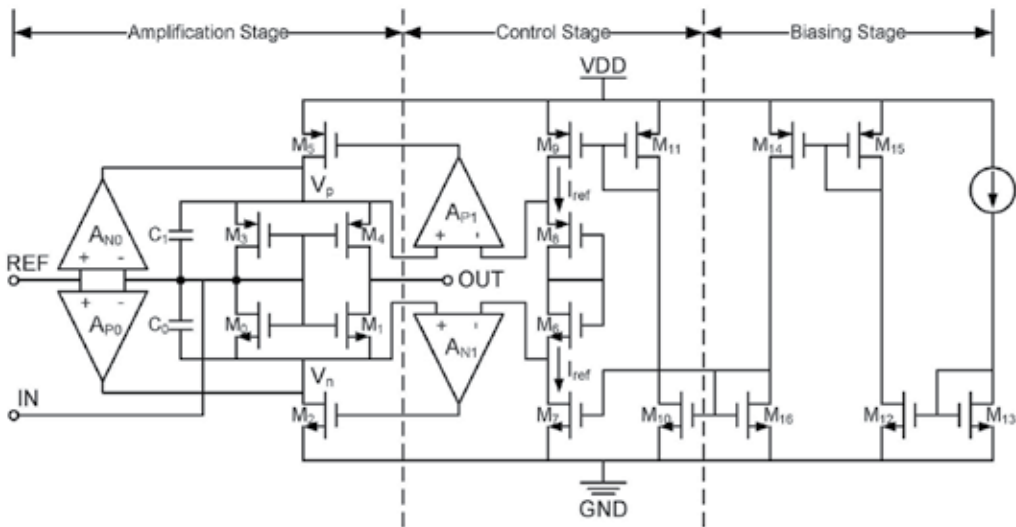 Amplification Stage
Control Stage
Biasing Stage
VDD
M5
M9
M11
M14
M15
Vp
Iref
AP1
+ -
AN0
+ -
C1
M3
M4
M8
REF
OUT
+ -
AP0
C0
M0
M1
+ -
AN1
M6
Vn
Iref
IN
M2
M7
M10
M16
M12
M13
GND